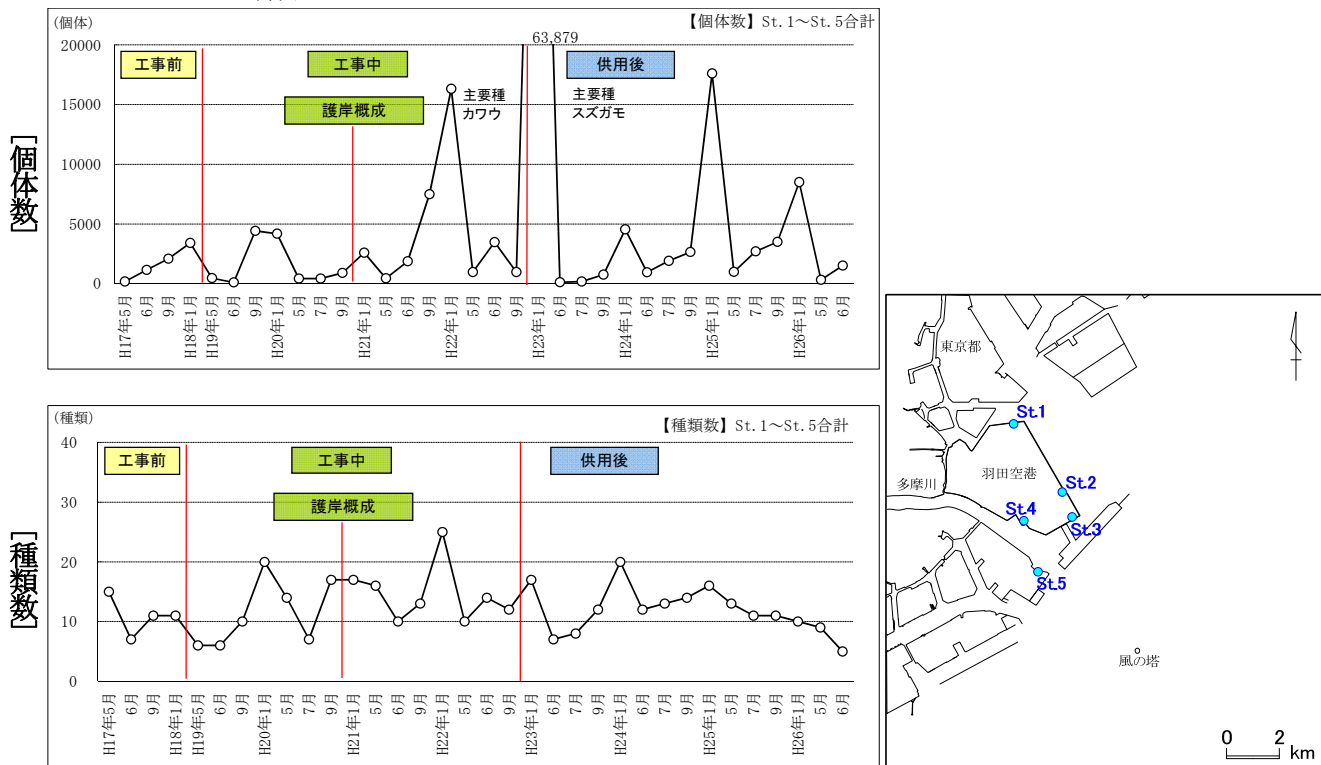 [個体数]
(個体)
【個体数】St.1～St.5合計
63,879
工事前
工事中
供用後
護岸概成
主要種
カワウ
主要種
スズガモ
20000
15000
10000
5000
0
H17年5月
6月
9月
H18年1月
H19年5月
6月
9月
H20年1月
5月
7月
9月
H21年1月
5月
6月
9月
H22年1月
5月
6月
9月
H23年1月
6月
7月
9月
H24年1月
6月
7月
9月
H25年1月
5月
7月
9月
H26年1月
5月
6月
[種類数]
(種類)
【種類数】St.1～St.5合計
工事前
工事中
供用後
護岸概成
40
30
20
10
0
H17年5月
6月
9月
H18年1月
H19年5月
6月
9月
H20年1月
5月
7月
9月
H21年1月
5月
6月
9月
H22年1月
5月
6月
9月
H23年1月
6月
7月
9月
H24年1月
6月
7月
9月
H25年1月
5月
7月
9月
H26年1月
5月
6月
東京都
St.1
羽田空港
多摩川
St.2
St.4
St.3
St.5
風の塔
0 2
km